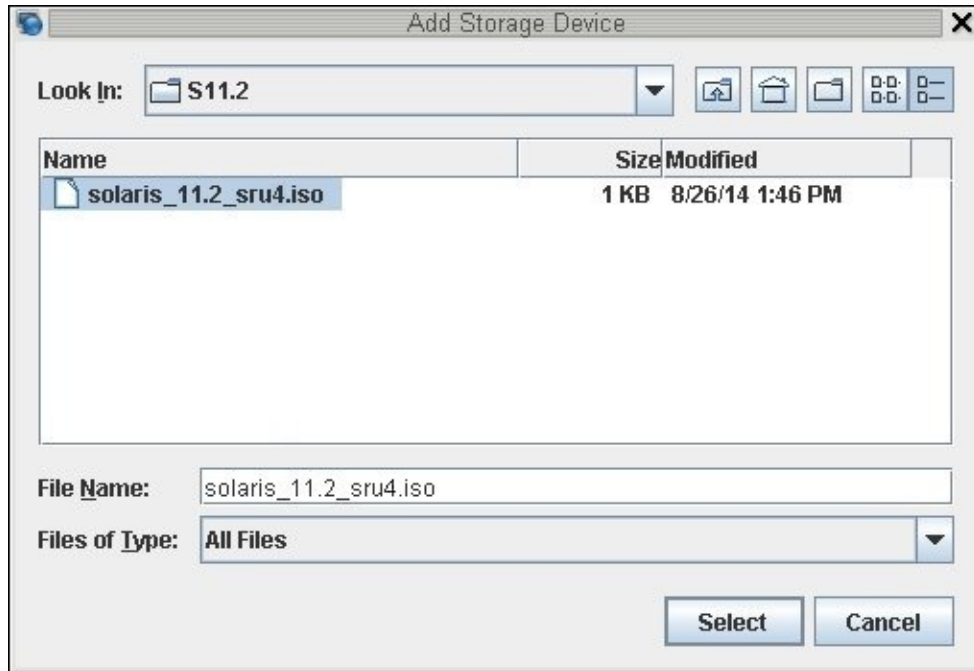 Add Storage Device
Look In: S11.2
Name Size Modified
solaris_11.2_sru4.iso 1 KB 8/26/14 1:46 PM
File Name: solaris_11.2_sru4.iso
Files of Type: All Files
Select Cancel